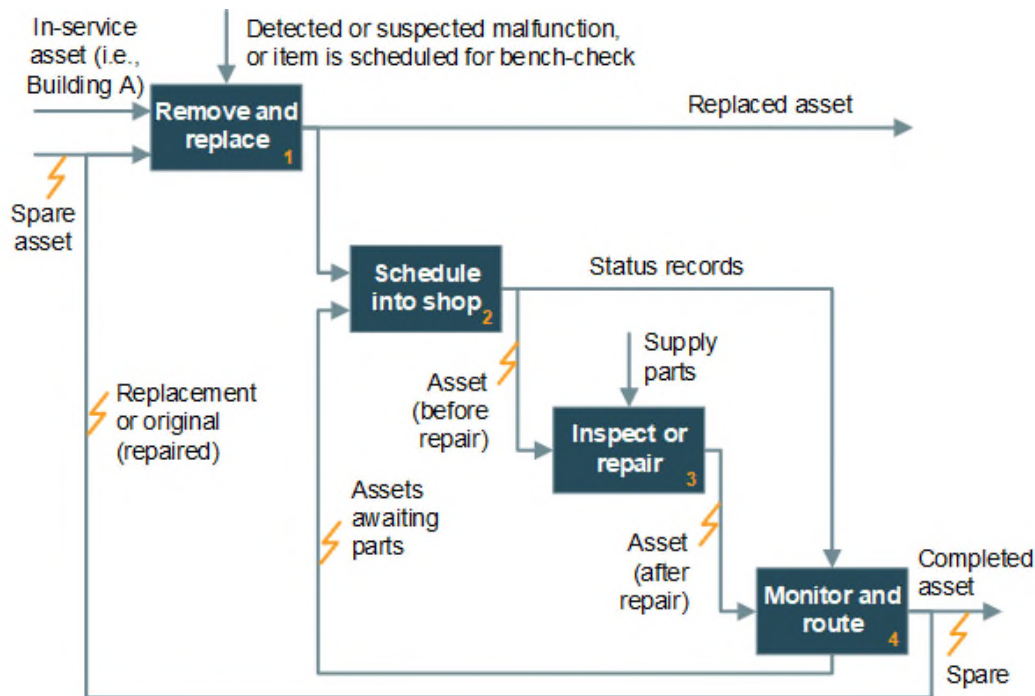 In-service
asset (i.e.,
Building A)
Detected or suspected malfunction,
or item is scheduled for bench-check
Remove and
replace
1
Replaced asset
Spare
asset
Schedule
into shop
2
Status records
Supply
parts
Asset
(before
repair)
Replacement
or original
(repaired)
Inspect or
repair
3
Assets
awaiting
parts
Asset
(after
repair)
Completed
asset
Monitor and
route
4
Spare